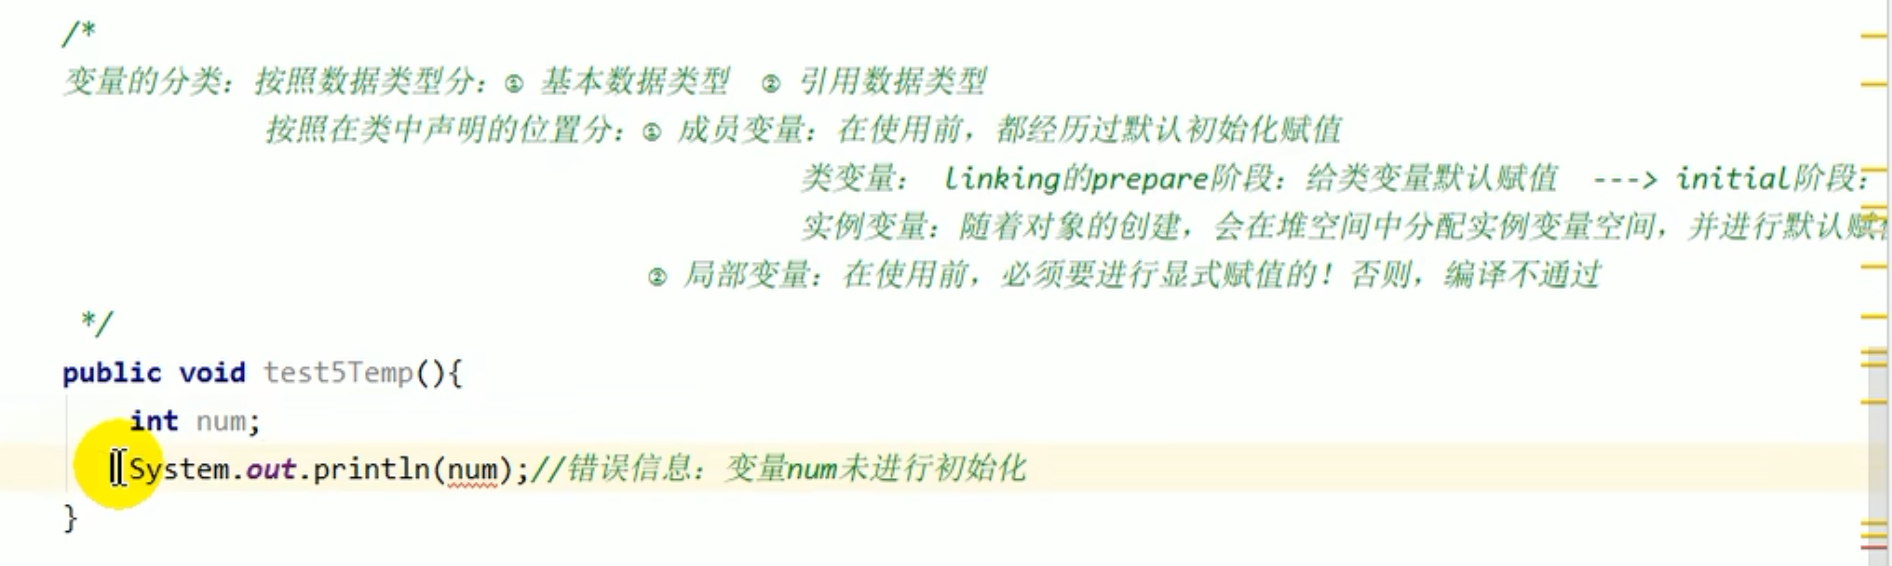 /*
变量的分类：按照数据类型分：① 基本数据类型  ② 引用数据类型
按照在类中声明的位置分：① 成员变量：在使用前，都经历过默认初始化赋值
类变量： linking的prepare阶段：给类变量默认赋值  ---> initial阶段：
实例变量：随着对象的创建，会在堆空间中分配实例变量空间，并进行默认赋
② 局部变量：在使用前，必须要进行显式赋值的！否则，编译不通过
*/
public void test5Temp(){
int num;
System.out.println(num);//错误信息：变量num未进行初始化
}